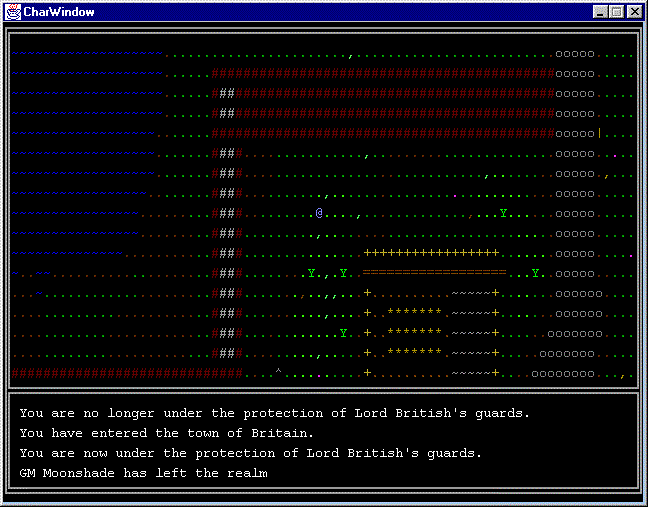 CharWindow
You are no longer under the protection of Lord British's guards.
You have entered the town of Britain.
You are now under the protection of Lord British's guards.
GM Moonshade has left the realm